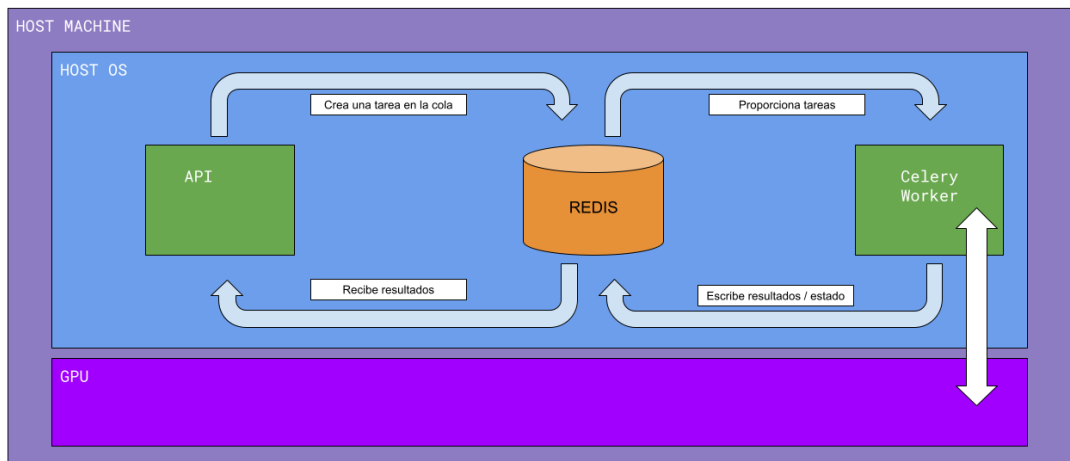 HOST MACHINE
HOST OS
Crea una tarea en la cola
Proporciona tareas
API
REDIS
Celery
Worker
Recibe resultados
Escribe resultados / estado
GPU